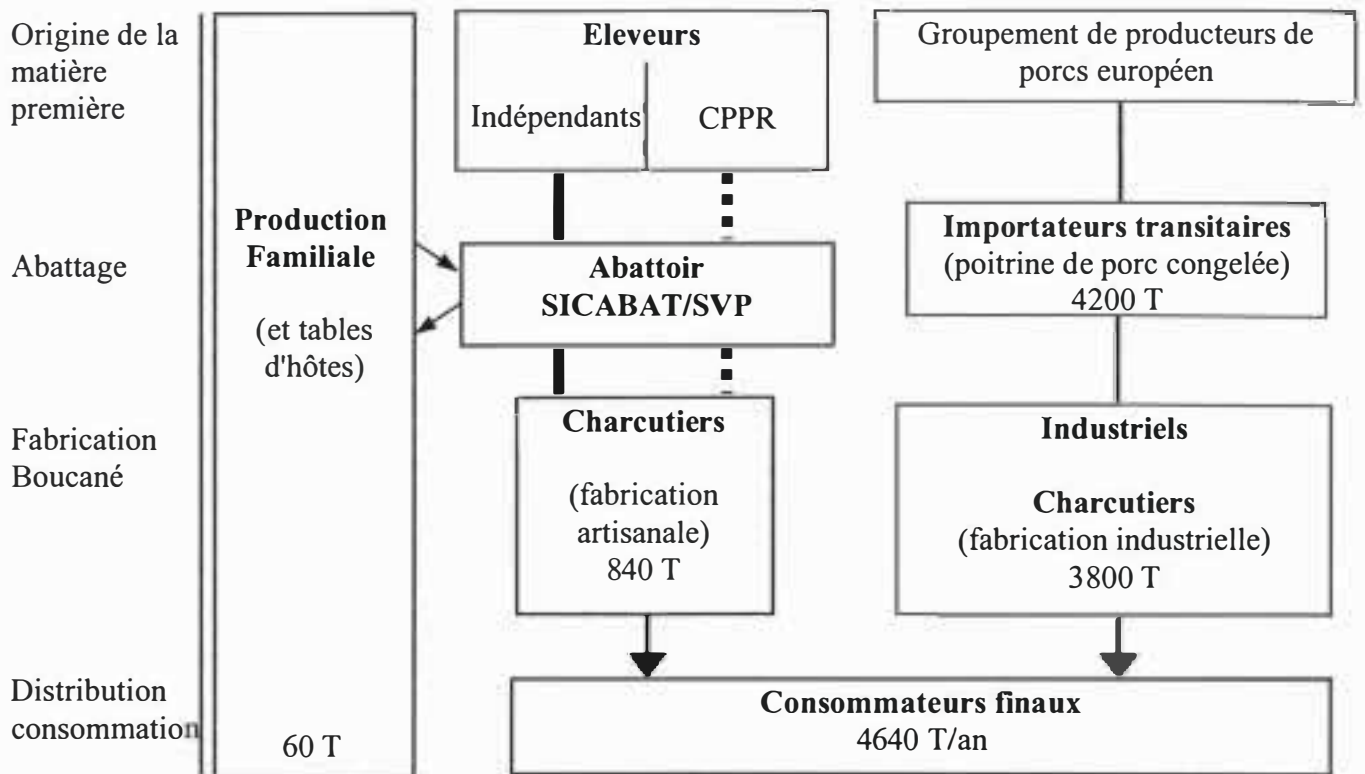 Origine de la
matière
première
Eleveurs
Indépendants
CPPR
Groupement de producteurs de
porcs européen
Abattage
Production
Familiale
(et tables
d'hôtes)
Abattoir
SICABAT/SVP
Importateurs transitaires
(poitrine de porc congelée)
4200 T
Fabrication
Boucané
Charcutiers
(fabrication
artisanale)
840 T
Industriels
Charcutiers
(fabrication industrielle)
3800 T
Distribution
consommation
60 T
Consommateurs finaux
4640 T/an